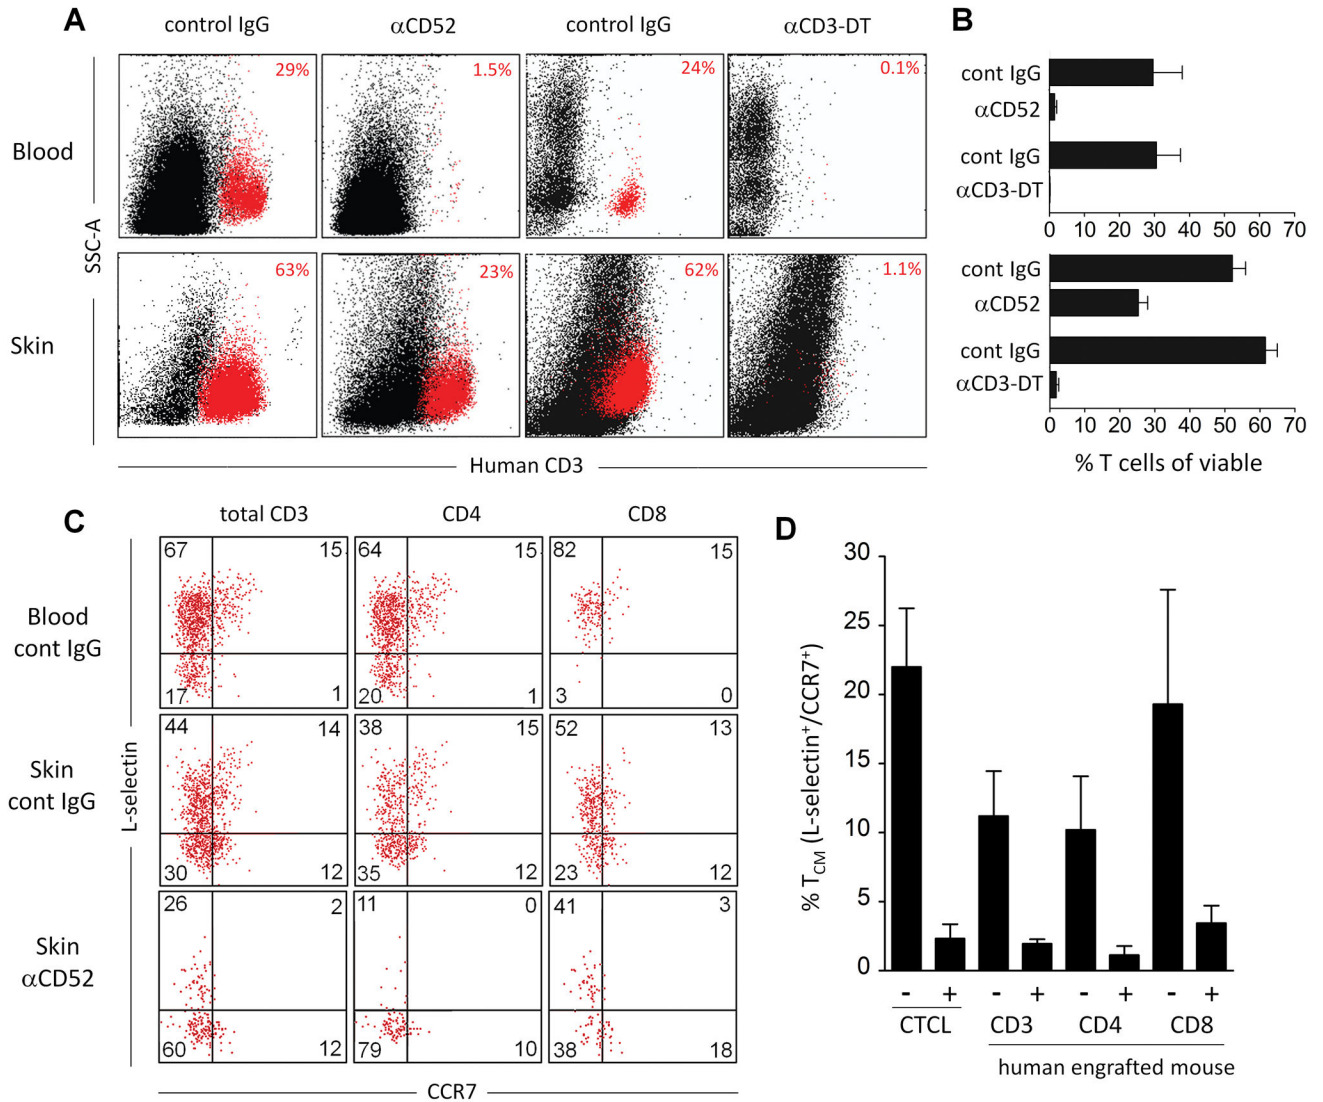 A
control IgG
αCD52
control IgG
αCD3-DT
Blood
29%
1.5%
24%
0.1%
SSC-A
Skin
63%
23%
62%
1.1%
Human CD3
B
cont IgG
αCD52
cont IgG
αCD3-DT
0 10 20 30 40 50 60 70
cont IgG
αCD52
cont IgG
αCD3-DT
0 10 20 30 40 50 60 70
% T cells of viable
C
total CD3
CD4
CD8
Blood
cont IgG
67 15
17 1
64 15
20 1
82 15
3 0
L-selectin
Skin
cont IgG
44 14
30 12
38 15
35 12
52 13
23 12
Skin
αCD52
26 2
60 12
11 0
79 10
41 3
38 18
CCR7
D
% TCM (L-selectin+/CCR7+)
30
25
20
15
10
5
0
- + - + - + - +
CTCL CD3 CD4 CD8
human engrafted mouse